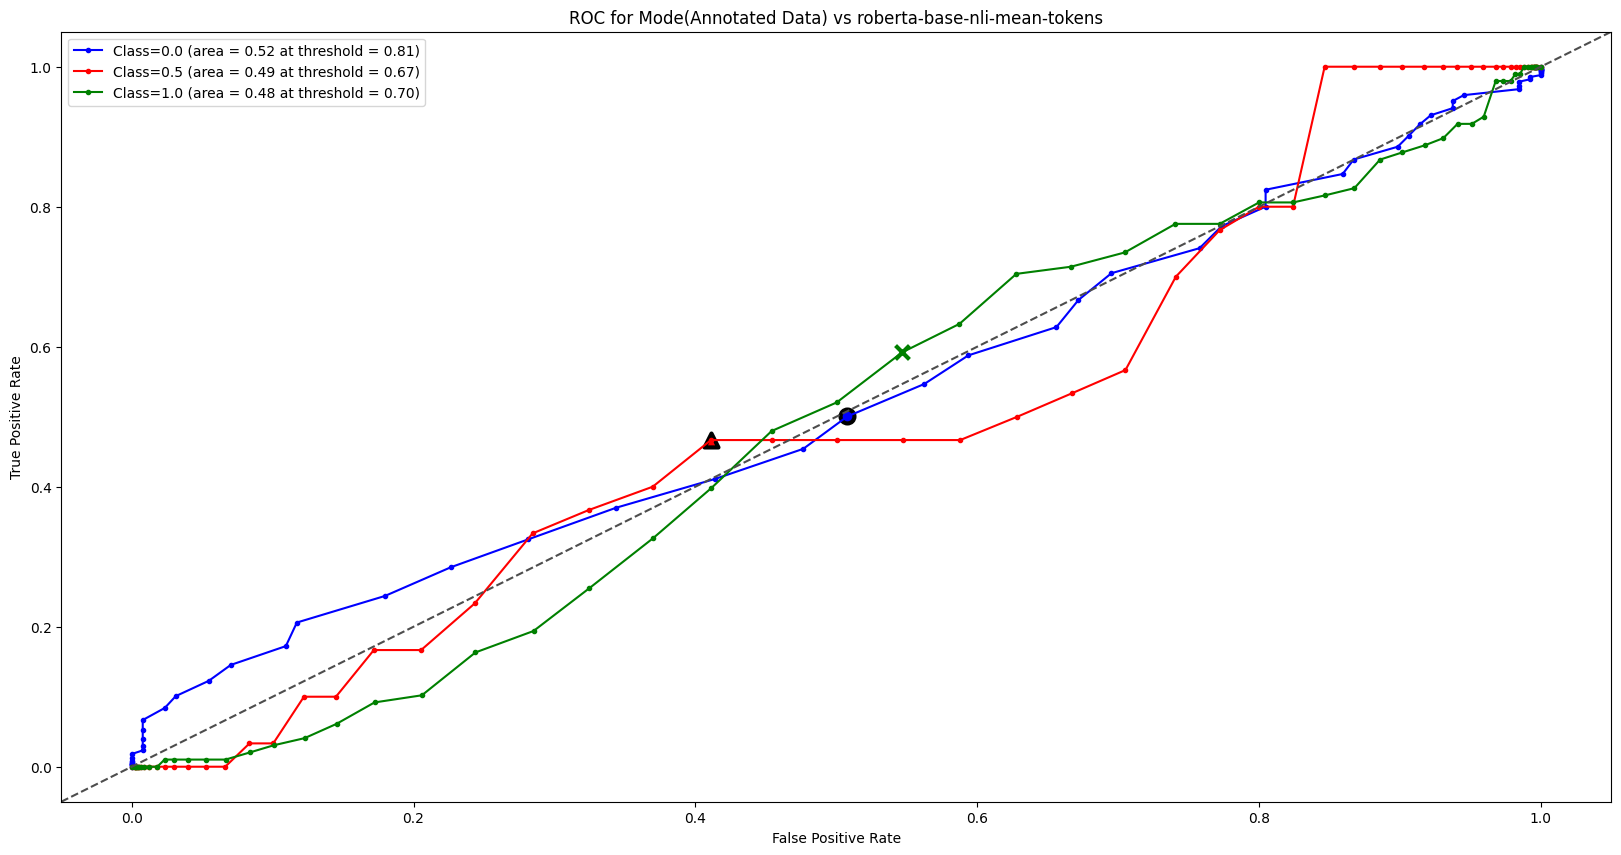 ROC for Mode(Annotated Data) vs roberta-base-nli-mean-tokens
Class=0.0 (area = 0.52 at threshold = 0.81)
Class=0.5 (area = 0.49 at threshold = 0.67)
Class=1.0 (area = 0.48 at threshold = 0.70)
True Positive Rate
1.0
0.8
0.6
0.4
0.2
0.0
0.0 0.2 0.4 0.6 0.8 1.0
False Positive Rate